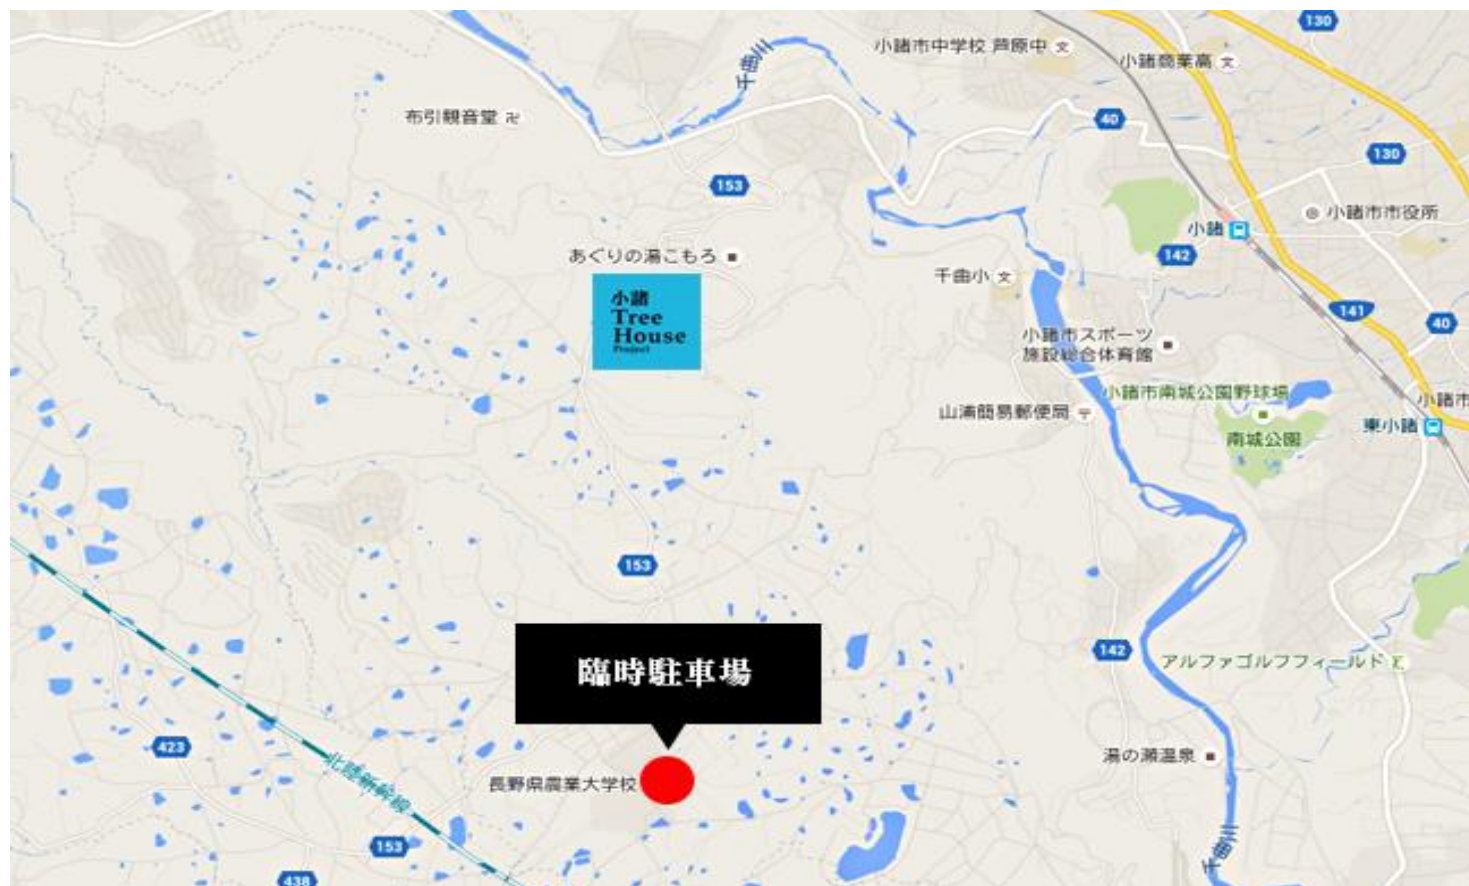 130
小諸市中学校 芦原中
文
小諸商業高
文
千曲川
布引観音堂
卍
40
130
153
小諸市市役所
小諸
142
あぐりの湯こもろ
千曲小
文
小諸
Tree
House
Project
141
40
小諸市スポーツ
施設総合体育館
小諸市南城公園野球場
小諸市
山浦簡易郵便局
〒
東小諸
南城公園
153
臨時駐車場
142
アルファゴルフフィールド
423
北陸新幹線
湯の瀬温泉
長野県農業大学校
153
千曲川
438